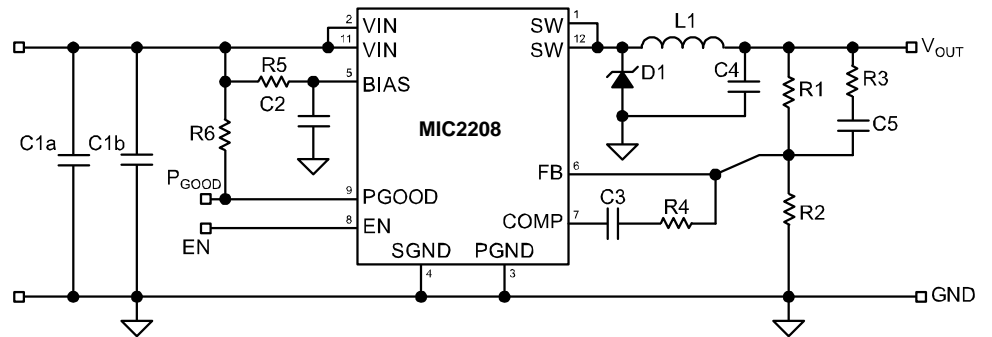 2
VIN
11
VIN
R5
5
BIAS
C2
R6
C1a
C1b
PGOOD
9
PGOOD
8
EN
EN
SGND
4
PGND
3
MIC2208
SW
1
SW
12
L1
D1
C4
R1
R3
C5
VOUT
FB
6
COMP
7
C3
R4
R2
GND